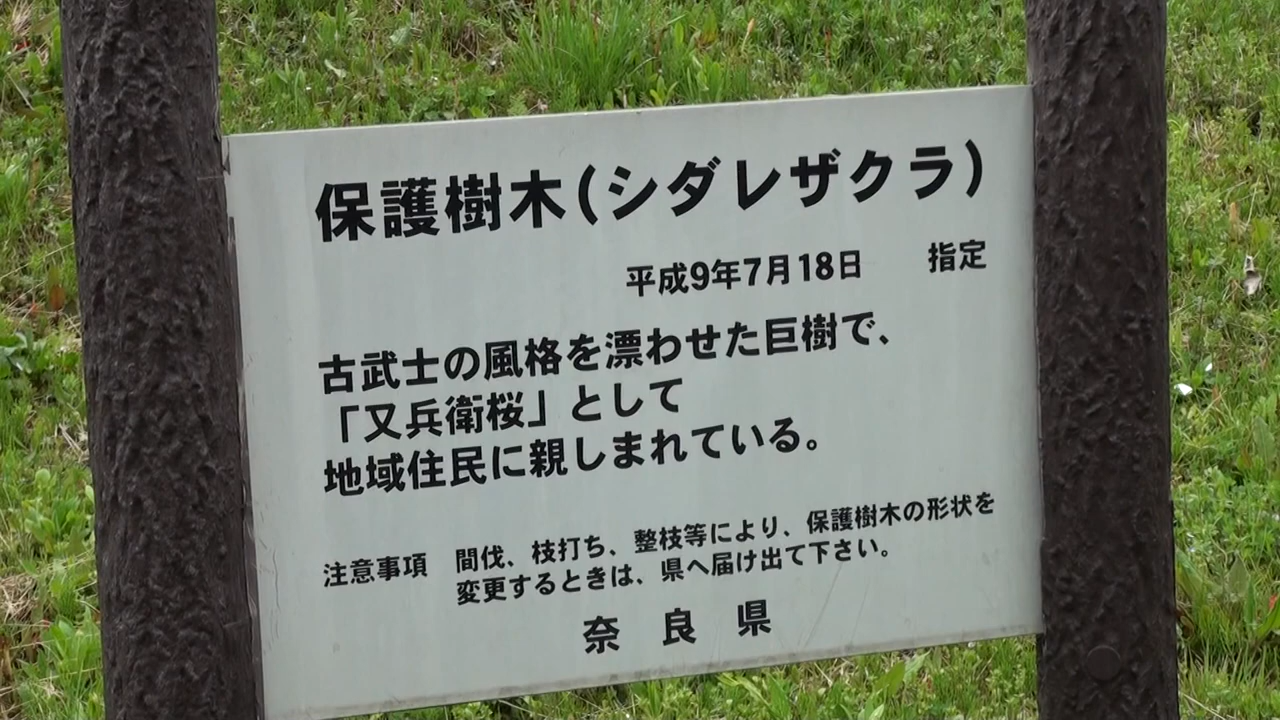 保護樹木(シダレザクラ)
平成9年7月18日　指定
古武士の風格を漂わせた巨樹で、
「又兵衛桜」として
地域住民に親しまれている。
注意事項　間伐、枝打ち、整枝等により、保護樹木の形状を
変更するときは、県へ届け出て下さい。
奈良県